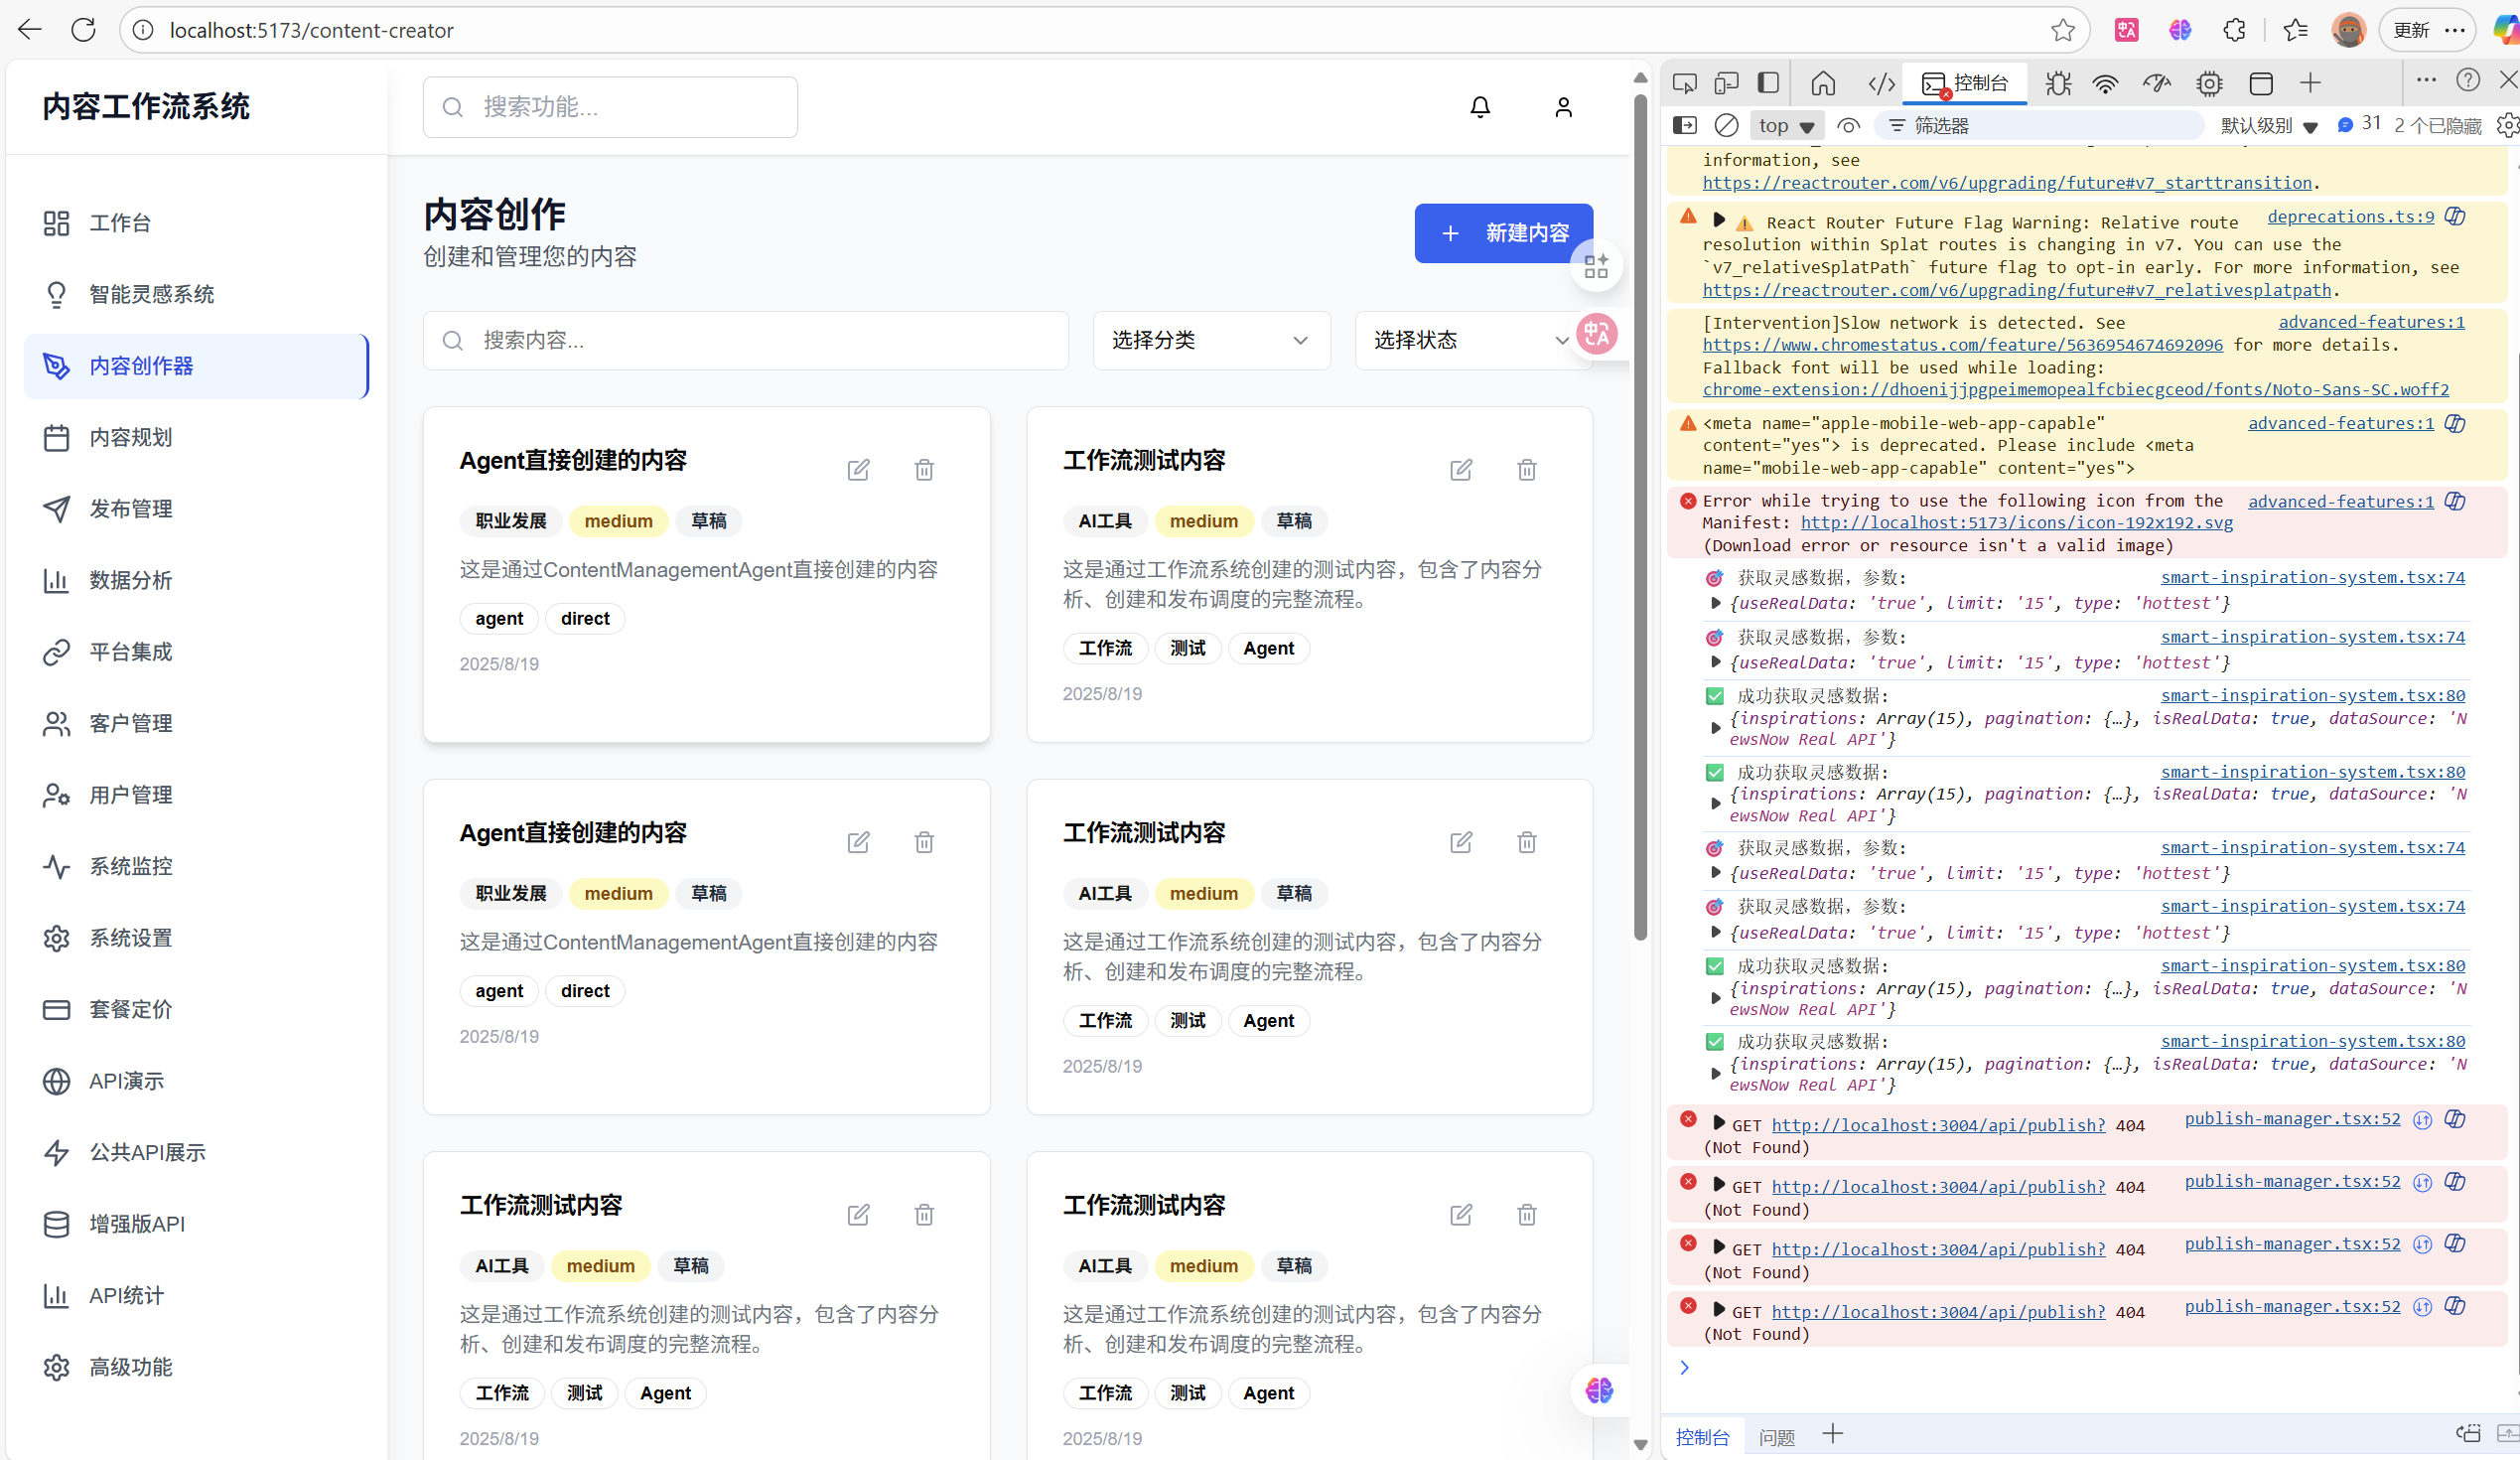 localhost:5173/content-creator
更新
内容工作流系统
搜索功能...
工作台
智能灵感系统
内容创作器
内容规划
发布管理
数据分析
平台集成
客户管理
用户管理
系统监控
系统设置
套餐定价
API演示
公共API展示
增强版API
API统计
高级功能
内容创作
创建和管理您的内容
新建内容
搜索内容...
选择分类
选择状态
Agent直接创建的内容
职业发展 medium 草稿
这是通过ContentManagementAgent直接创建的内容
agent direct
2025/8/19
工作流测试内容
AI工具 medium 草稿
这是通过工作流系统创建的测试内容，包含了内容分
析、创建和发布调度的完整流程。
工作流 测试 Agent
2025/8/19
Agent直接创建的内容
职业发展 medium 草稿
这是通过ContentManagementAgent直接创建的内容
agent direct
2025/8/19
工作流测试内容
AI工具 medium 草稿
这是通过工作流系统创建的测试内容，包含了内容分
析、创建和发布调度的完整流程。
工作流 测试 Agent
2025/8/19
工作流测试内容
AI工具 medium 草稿
这是通过工作流系统创建的测试内容，包含了内容分
析、创建和发布调度的完整流程。
工作流 测试 Agent
2025/8/19
工作流测试内容
AI工具 medium 草稿
这是通过工作流系统创建的测试内容，包含了内容分
析、创建和发布调度的完整流程。
工作流 测试 Agent
2025/8/19
控制台
top 筛选器 默认级别 31 2 个已隐藏
information, see
https://reactrouter.com/v6/upgrading/future#v7_starttransition.
⚠️ React Router Future Flag Warning: Relative route deprecations.ts:9
resolution within Splat routes is changing in v7. You can use the
`v7_relativeSplatPath` future flag to opt-in early. For more information, see
https://reactrouter.com/v6/upgrading/future#v7_relativesplatpath.
[Intervention]Slow network is detected. See advanced-features:1
https://www.chromestatus.com/feature/5636954674692096 for more details.
Fallback font will be used while loading:
chrome-extension://dhoenijjpgpeimemopealfcbiecgceod/fonts/Noto-Sans-SC.woff2
<meta name="apple-mobile-web-app-capable" advanced-features:1
content="yes"> is deprecated. Please include <meta
name="mobile-web-app-capable" content="yes">
Error while trying to use the following icon from the advanced-features:1
Manifest: http://localhost:5173/icons/icon-192x192.svg
(Download error or resource isn't a valid image)
🎯 获取灵感数据，参数: smart-inspiration-system.tsx:74
{useRealData: 'true', limit: '15', type: 'hottest'}
🎯 获取灵感数据，参数: smart-inspiration-system.tsx:74
{useRealData: 'true', limit: '15', type: 'hottest'}
✅ 成功获取灵感数据: smart-inspiration-system.tsx:80
{inspirations: Array(15), pagination: {…}, isRealData: true, dataSource: 'N
ewsNow Real API'}
✅ 成功获取灵感数据: smart-inspiration-system.tsx:80
{inspirations: Array(15), pagination: {…}, isRealData: true, dataSource: 'N
ewsNow Real API'}
🎯 获取灵感数据，参数: smart-inspiration-system.tsx:74
{useRealData: 'true', limit: '15', type: 'hottest'}
🎯 获取灵感数据，参数: smart-inspiration-system.tsx:74
{useRealData: 'true', limit: '15', type: 'hottest'}
✅ 成功获取灵感数据: smart-inspiration-system.tsx:80
{inspirations: Array(15), pagination: {…}, isRealData: true, dataSource: 'N
ewsNow Real API'}
✅ 成功获取灵感数据: smart-inspiration-system.tsx:80
{inspirations: Array(15), pagination: {…}, isRealData: true, dataSource: 'N
ewsNow Real API'}
GET http://localhost:3004/api/publish? 404 publish-manager.tsx:52
(Not Found)
GET http://localhost:3004/api/publish? 404 publish-manager.tsx:52
(Not Found)
GET http://localhost:3004/api/publish? 404 publish-manager.tsx:52
(Not Found)
GET http://localhost:3004/api/publish? 404 publish-manager.tsx:52
(Not Found)
控制台 问题